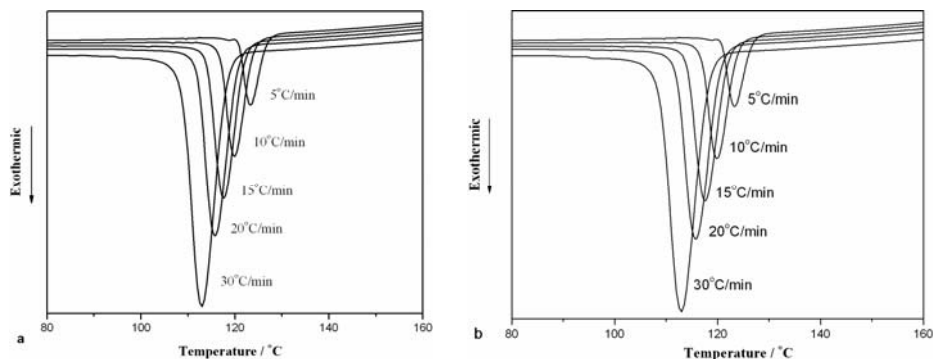 Exothermic
5°C/min
10°C/min
15°C/min
20°C/min
30°C/min
80 100 120 140 160
a
Temperature / °C
Exothermic
5°C/min
10°C/min
15°C/min
20°C/min
30°C/min
80 100 120 140 160
b
Temperature / °C